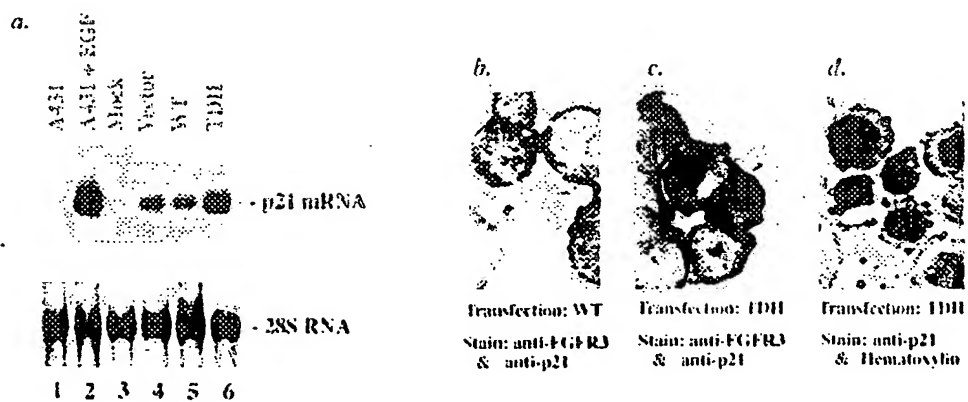 a.
A431
A431 + EGF
Mock
Vector
WT
TDII
- p21 mRNA
- 28S RNA
1 2 3 4 5 6
b.
c.
d.
Transfection: WT
Stain: anti-FGFR3
& anti-p21
Transfection: TDII
Stain: anti-FGFR3
& anti-p21
Transfection: TDII
Stain: anti-p21
& Hematoxylin